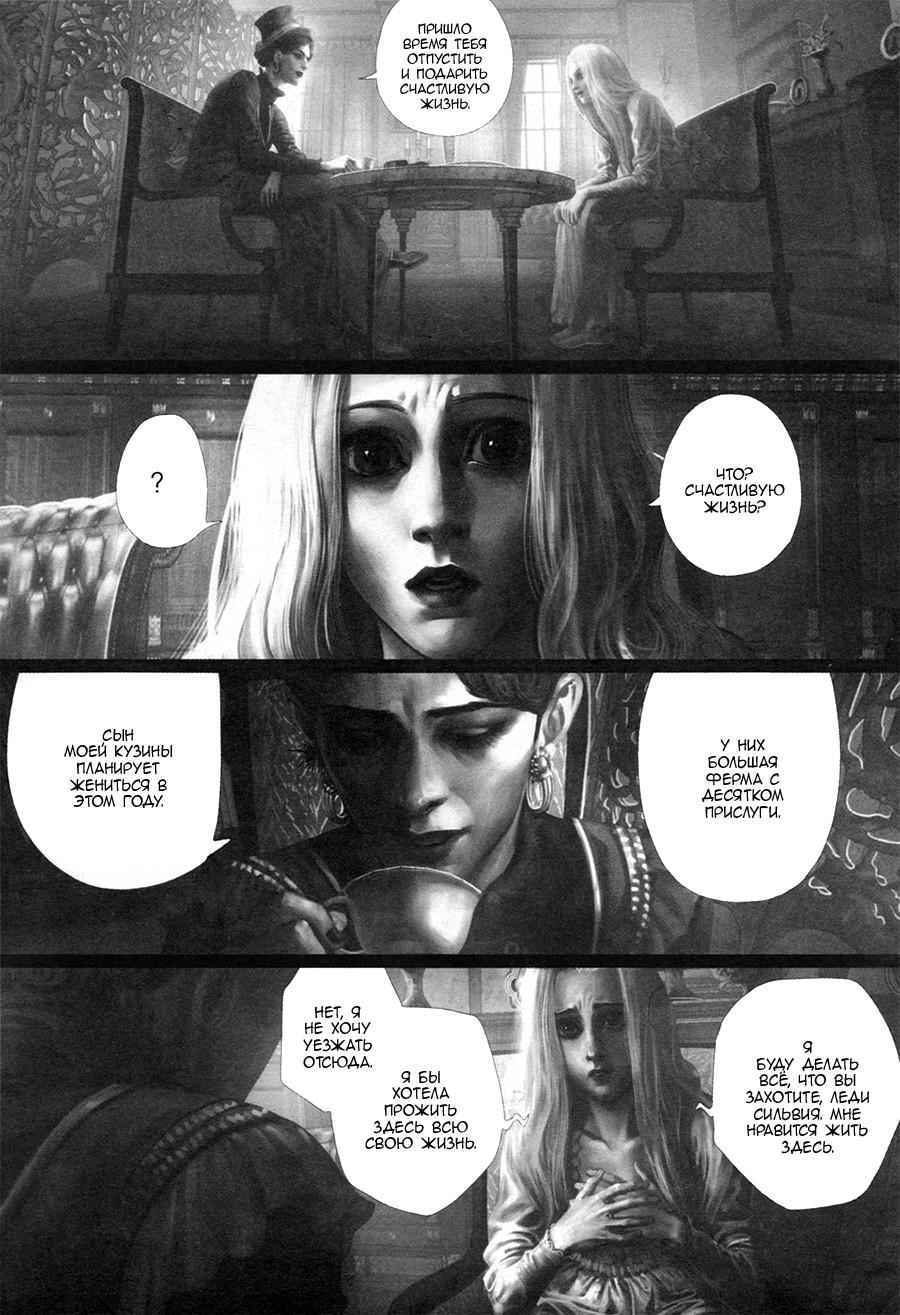 ПРИШЛО
ВРЕМЯ ТЕБЯ
ОТПУСТИТЬ
И ПОДАРИТЬ
СЧАСТЛИВУЮ
ЖИЗНЬ.
?
ЧТО?
СЧАСТЛИВУЮ
ЖИЗНЬ?
СЫН
МОЕЙ КУЗИНЫ
ПЛАНИРУЕТ
ЖЕНИТЬСЯ В
ЭТОМ ГОДУ.
У НИХ
БОЛЬШАЯ
ФЕРМА С
ДЕСЯТКОМ
ПРИСЛУГИ.
НЕТ, Я
НЕ ХОЧУ
УЕЗЖАТЬ
ОТСЮДА.
Я БЫ
ХОТЕЛА
ПРОЖИТЬ
ЗДЕСЬ ВСЮ
СВОЮ ЖИЗНЬ.
Я
БУДУ ДЕЛАТЬ
ВСЁ, ЧТО ВЫ
ЗАХОТИТЕ, ЛЕДИ
СИЛЬВИЯ. МНЕ
НРАВИТСЯ ЖИТЬ
ЗДЕСЬ.